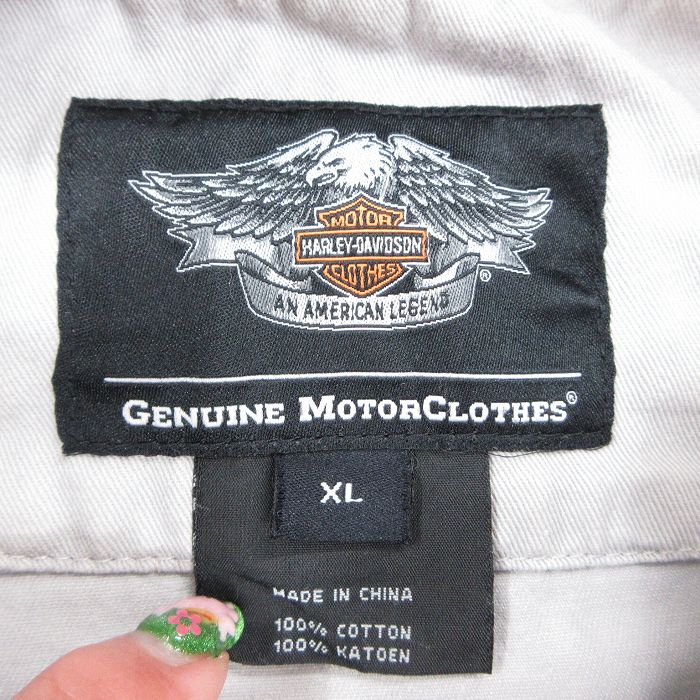 MOTOR
HARLEY-DAVIDSON
CLOTHES
®
AN AMERICAN LEGEND
GENUINE MOTORCLOTHES®
XL
MADE IN CHINA
100% COTTON
100% KATOEN